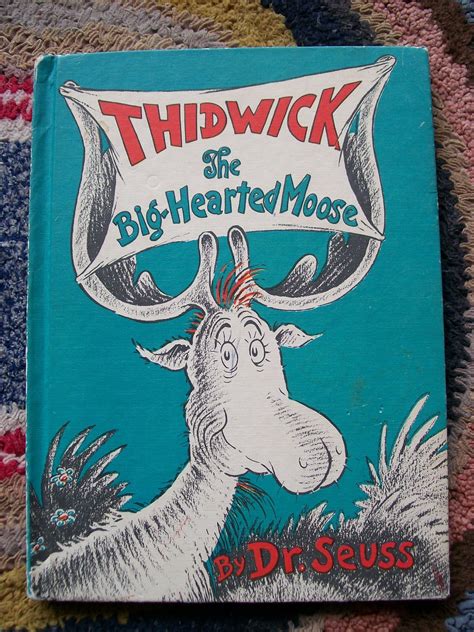 THIDWICK
The
Big-Hearted Moose
By Dr. Seuss